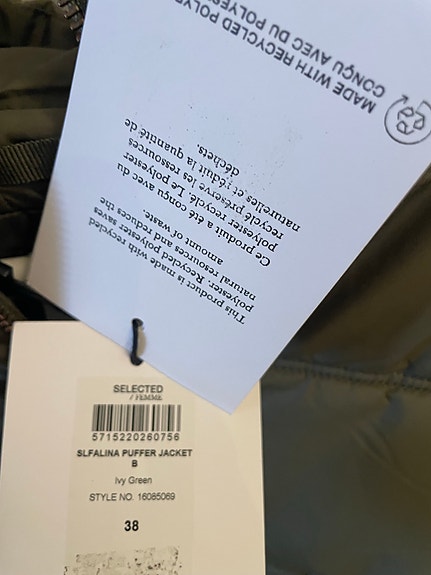 MADE WITH RECYCLED
CONÇU AVEC DU
This product is made with recycled
polyester. Recycled polyester saves
natural resources and reduces the
amount of waste.
Ce produit a été conçu avec du
polyester recyclé. Le polyester
recyclé préserve les ressources
naturelles et réduit la quantité de
déchets.
SELECTED
/ FEMME
5715220260756
SLFALINA PUFFER JACKET
B
Ivy Green
STYLE NO. 16085069
38